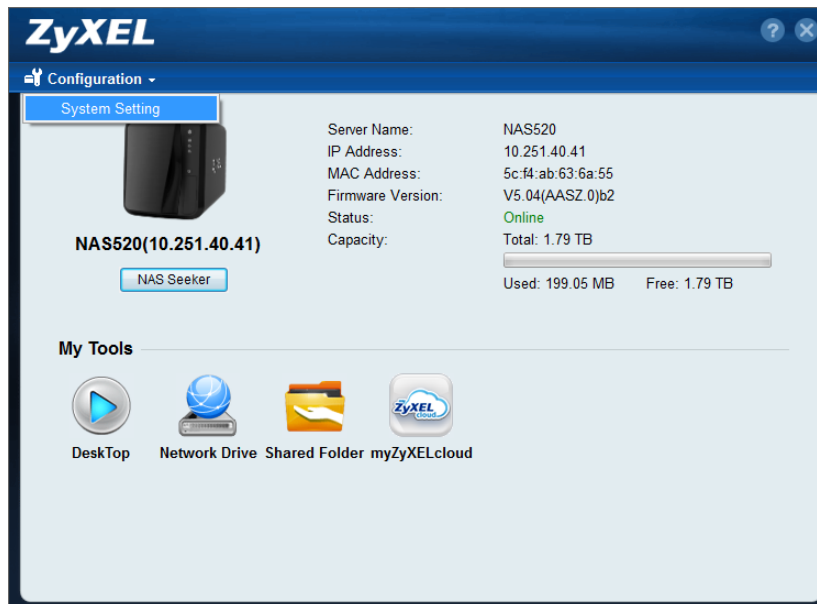 ZyXEL
?
Configuration
System Setting
Server Name: NAS520
IP Address: 10.251.40.41
MAC Address: 5c:f4:ab:63:6a:55
Firmware Version: V5.04(AASZ.0)b2
Status: Online
Capacity: Total: 1.79 TB
Used: 199.05 MB Free: 1.79 TB
NAS520(10.251.40.41)
NAS Seeker
My Tools
ZyXEL
cloud
DeskTop Network Drive Shared Folder myZyXELcloud